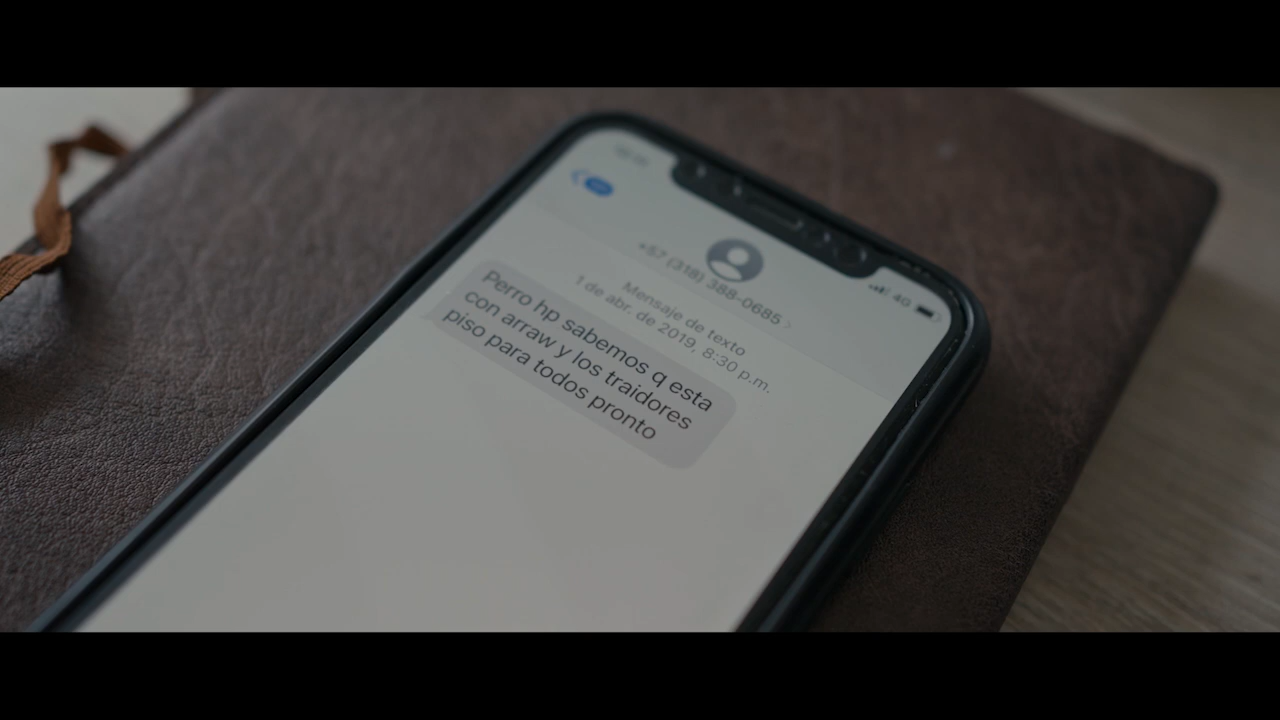 4G
+57 (318) 388-0685
Mensaje de texto
1 de abr. de 2019, 8:30 p.m.
Perro hp sabemos q esta
con arraw y los traidores
piso para todos pronto